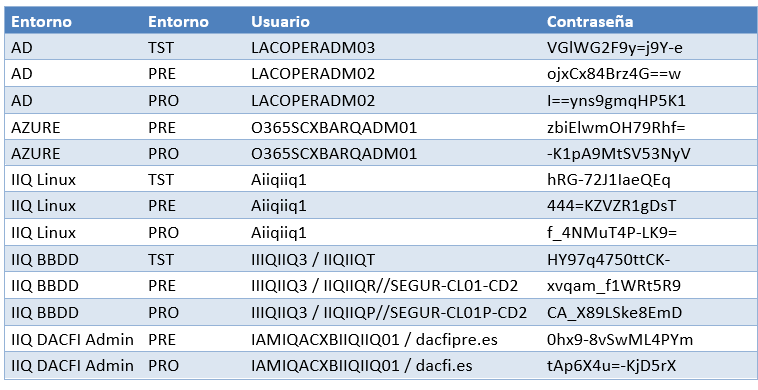 Entorno Entorno Usuario Contraseña
AD TST LACOPERADM03 VGlWG2F9y=j9Y-e
AD PRE LACOPERADM02 ojxCx84Brz4G==w
AD PRO LACOPERADM02 I==yns9gmqHP5K1
AZURE PRE O365SCXBARQADM01 zbiElwmOH79Rhf=
AZURE PRO O365SCXBARQADM01 -K1pA9MtSV53NyV
IIQ Linux TST Aiiqiiq1 hRG-72J1IaeQEq
IIQ Linux PRE Aiiqiiq1 444=KZVZR1gDsT
IIQ Linux PRO Aiiqiiq1 f_4NMuT4P-LK9=
IIQ BBDD TST IIIQIIQ3 / IIQIIQT HY97q4750ttCK-
IIQ BBDD PRE IIIQIIQ3 / IIQIIQR//SEGUR-CL01-CD2 xvqam_f1WRt5R9
IIQ BBDD PRO IIIQIIQ3 / IIQIIQP//SEGUR-CL01P-CD2 CA_X89LSke8EmD
IIQ DACFI Admin PRE IAMIQACXBIIQIIQ01 / dacfipre.es 0hx9-8vSwML4PYm
IIQ DACFI Admin PRO IAMIQACXBIIQIIQ01 / dacfi.es tAp6X4u=-KjD5rX